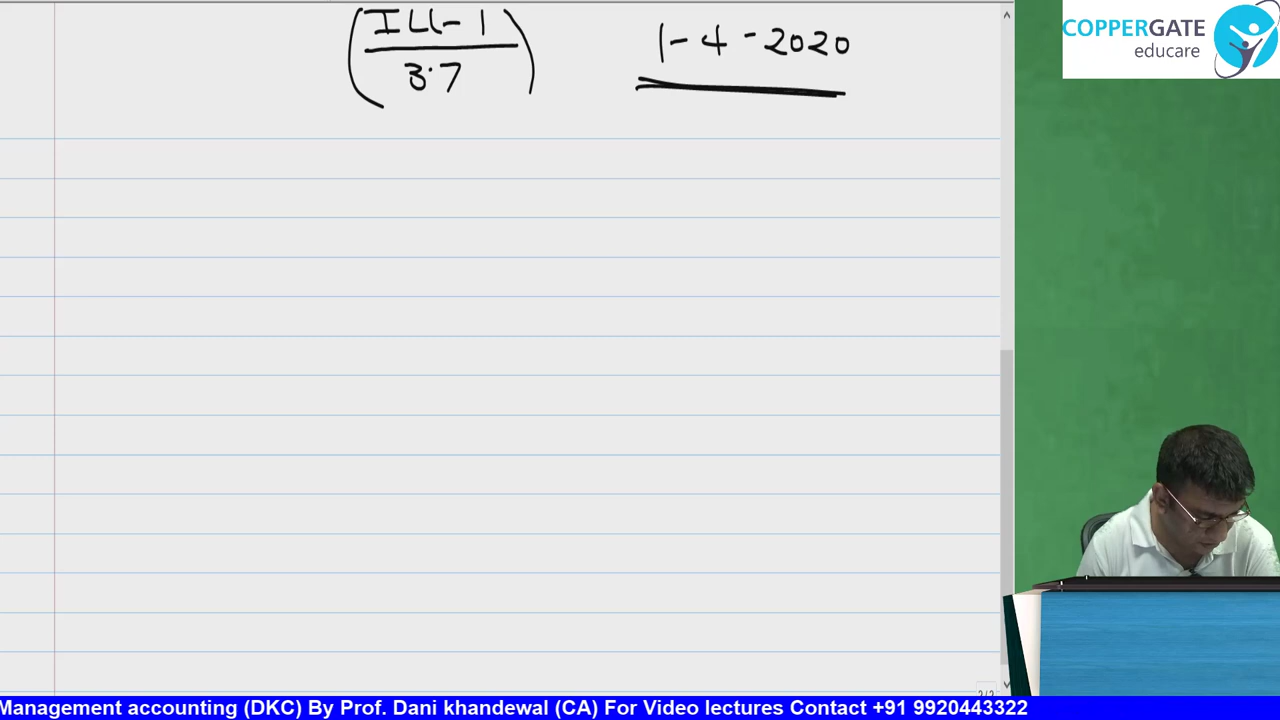 ILL-1
3.7
1-4-2020
COPPERGATE
educare
Management accounting (DKC) By Prof. Dani khandewal (CA) For Video lectures Contact +91 9920443322